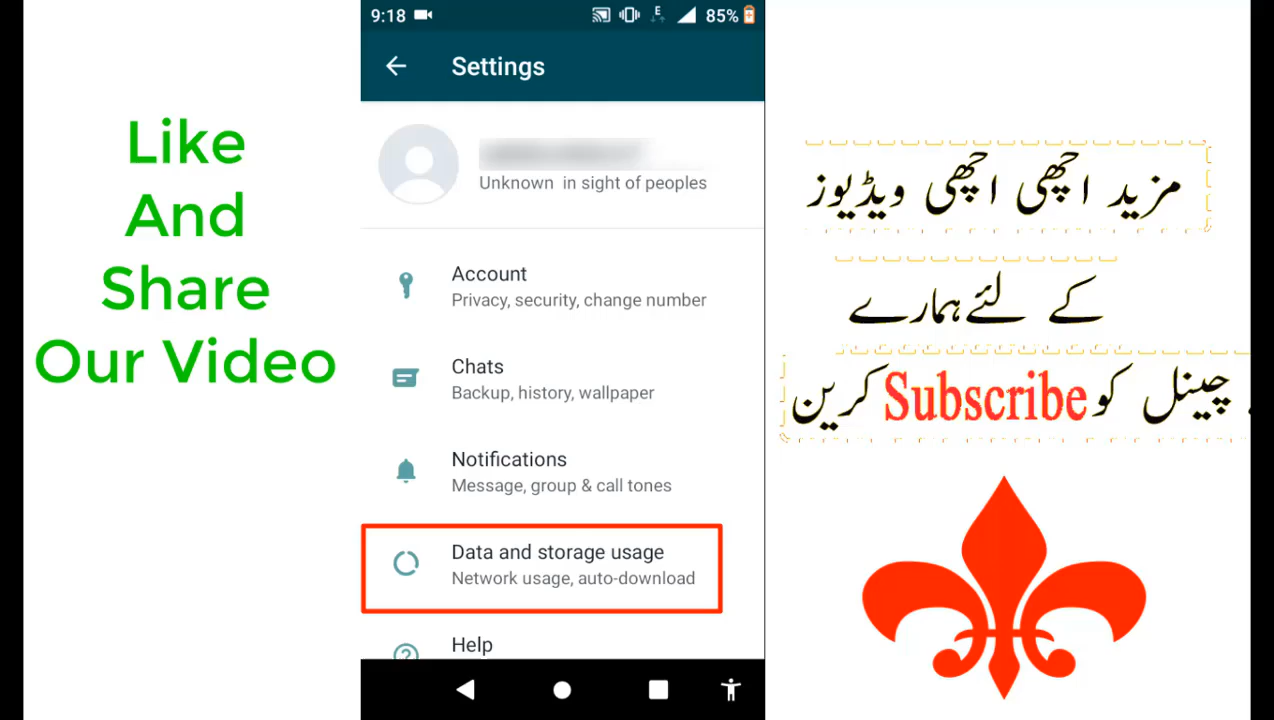 Like
And
Share
Our Video
9:18
E
85%
Settings
Unknown in sight of peoples
Account
Privacy, security, change number
Chats
Backup, history, wallpaper
Notifications
Message, group & call tones
Data and storage usage
Network usage, auto-download
Help
مزید اچھی اچھی ویڈیوز
کے لئے ہمارے
چینل کو Subscribe کریں